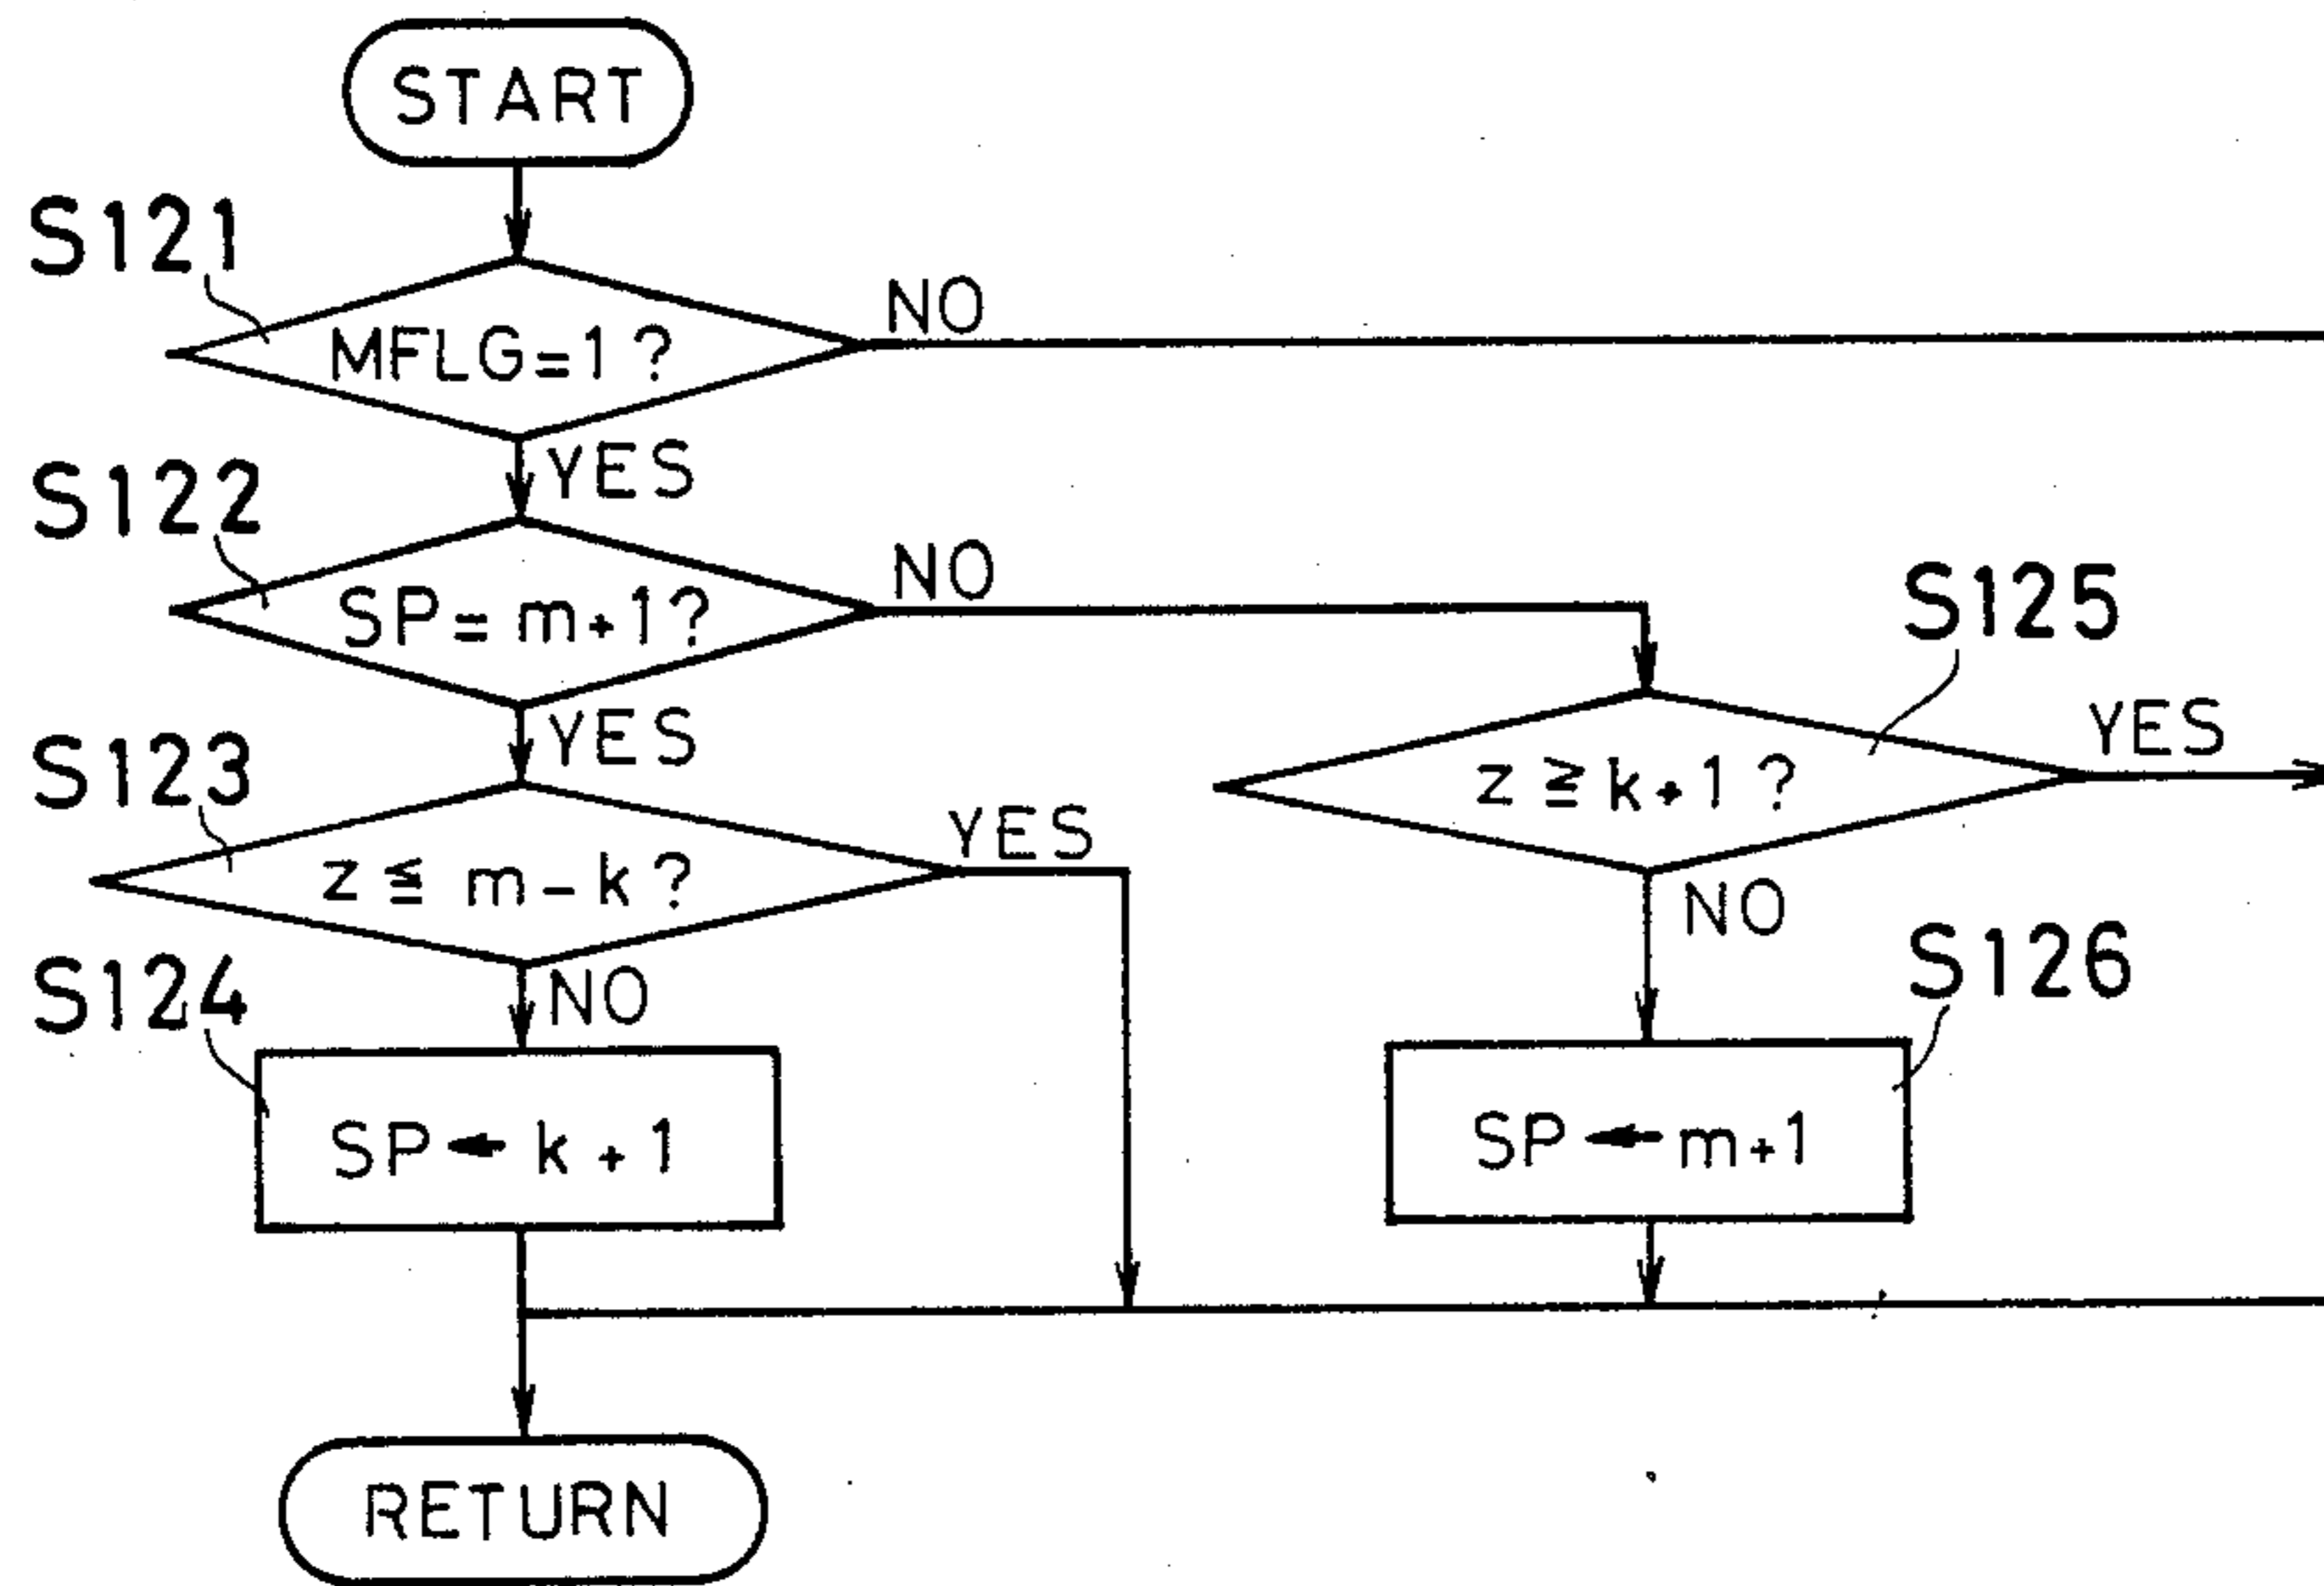 START
S121
MFLG=1?
NO
YES
S122
SP=m+1?
NO
YES
S125
z≧k+1?
YES
NO
S123
z≦m-k?
YES
NO
S124
SP←k+1
S126
SP←m+1
RETURN